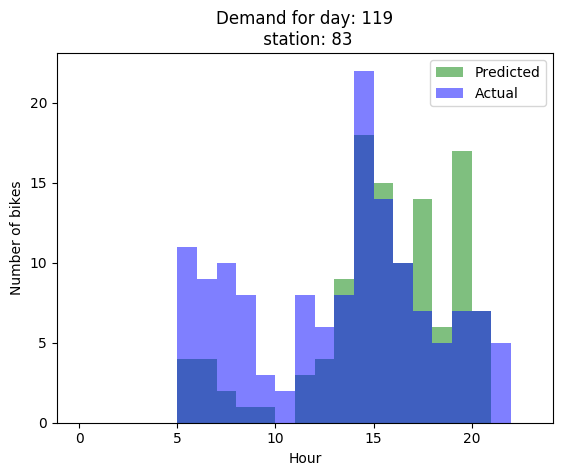 Demand for day: 119
station: 83
Predicted
Actual
Number of bikes
20
15
10
5
0
0
5
10
15
20
Hour